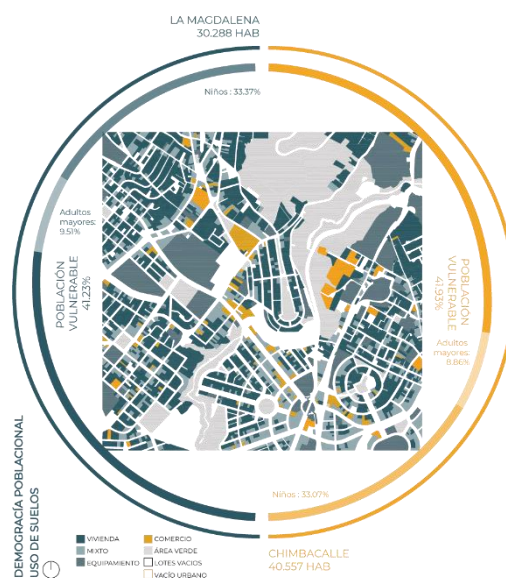 LA MAGDALENA
30.288 HAB
Niños : 33.37%
Adultos
mayores:
9.51%
POBLACIÓN
VULNERABLE
41.23%
POBLACIÓN
VULNERABLE
41.93%
Adultos
mayores:
8.86%
Niños : 33.07%
DEMOGRACÍA POBLACIONAL
USO DE SUELOS
VIVIENDA
MIXTO
EQUIPAMIENTO
COMERCIO
ÁREA VERDE
LOTES VACIOS
VACÍO URBANO
CHIMBACALLE
40.557 HAB